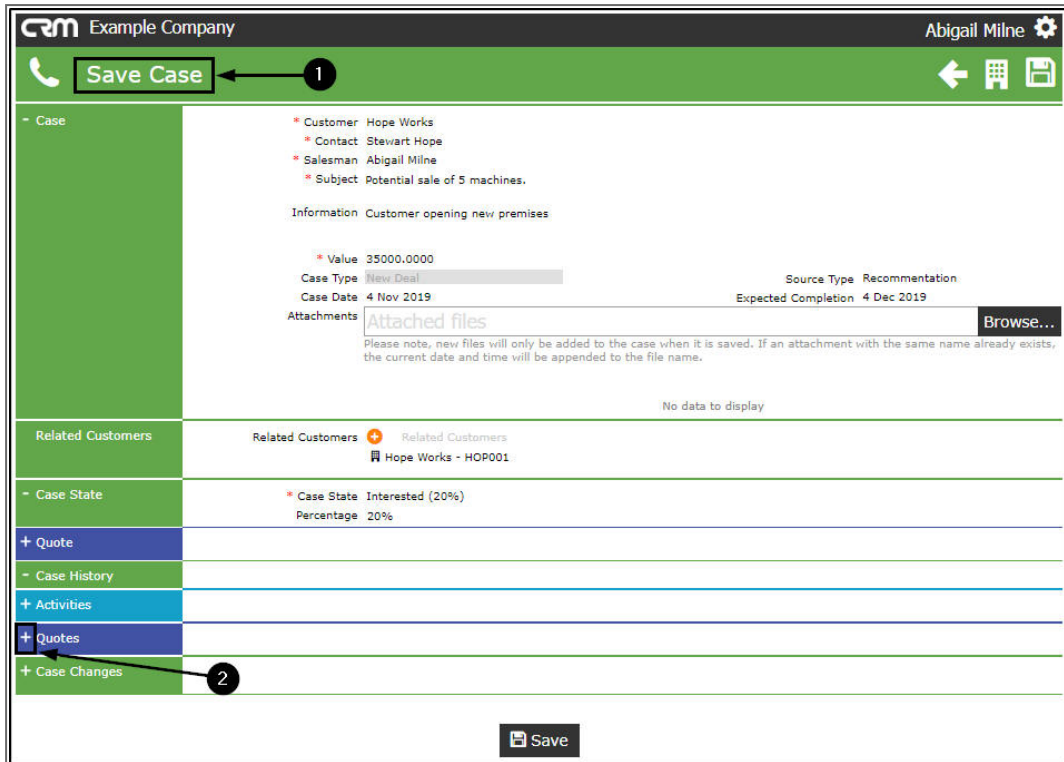 CRM Example Company Abigail Milne
Save Case 1
- Case
* Customer Hope Works
* Contact Stewart Hope
* Salesman Abigail Milne
* Subject Potential sale of 5 machines.
Information Customer opening new premises
* Value 35000.0000
Case Type New Deal Source Type Recommentation
Case Date 4 Nov 2019 Expected Completion 4 Dec 2019
Attachments Attached files Browse...
Please note, new files will only be added to the case when it is saved. If an attachment with the same name already exists,
the current date and time will be appended to the file name.
No data to display
Related Customers Related Customers + Related Customers
Hope Works - HOP001
- Case State * Case State Interested (20%)
Percentage 20%
+ Quote
- Case History
+ Activities
+ Quotes
+ Case Changes 2
Save